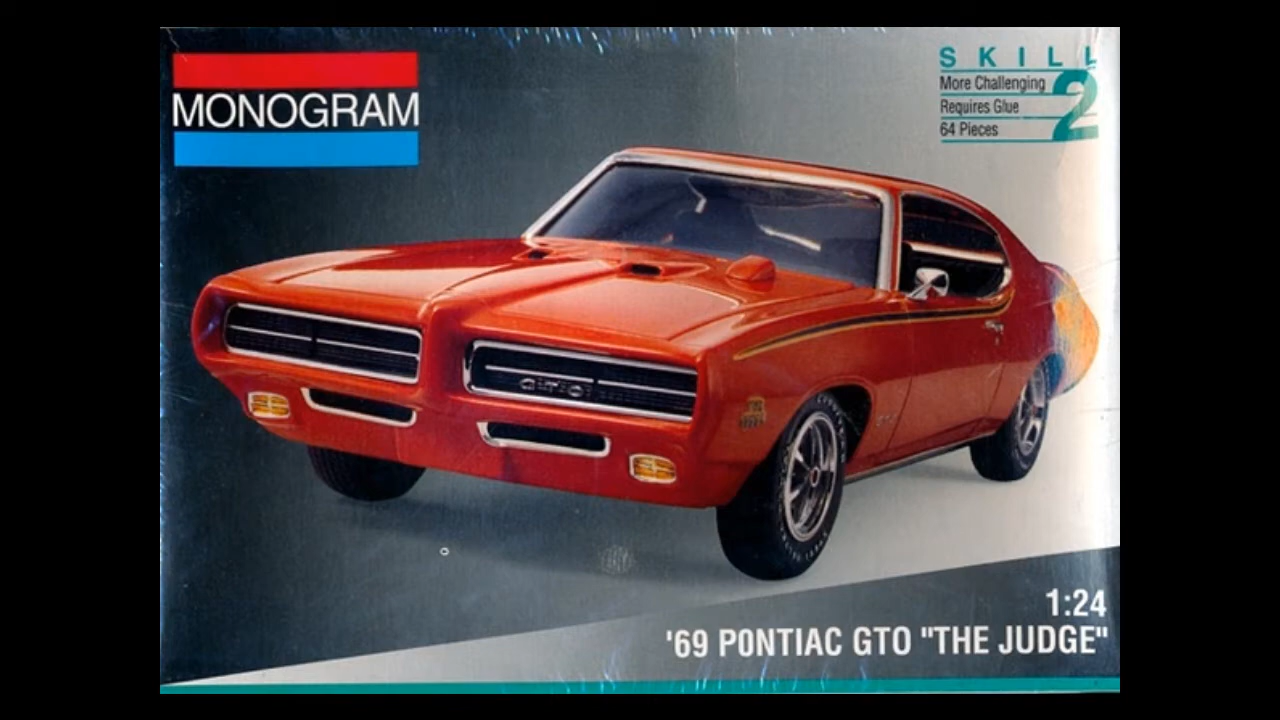 MONOGRAM
SKILL 2
More Challenging
Requires Glue
64 Pieces
GTO
1:24
'69 PONTIAC GTO "THE JUDGE"